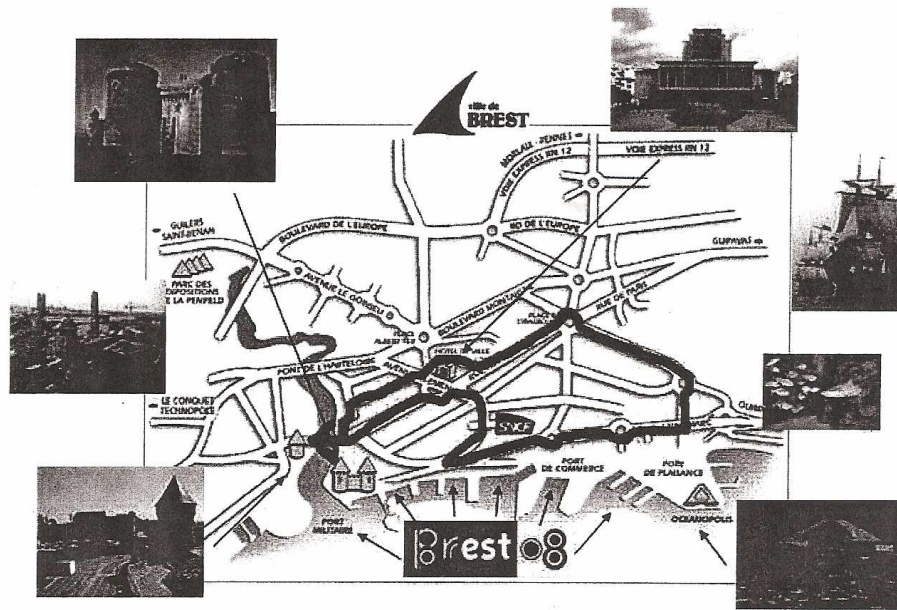 ville de
BREST
MORLAIX - RENNES
VOIE EXPRESS RN 12
VOIE EXPRESS RN 12
GUILERS
SAINT-RENAN
BOULEVARD DE L'EUROPE
BD DE L'EUROPE
GUIPAVAS
PARC DES
EXPOSITIONS
DE LA PENFELD
AVENUE LE GORGEU
BOULEVARD MONTAIGNE
RUE DE PARIS
PLACE
ALBERT 1ER
HOTEL DE VILLE
PONT DE L'HARTELOIRE
LE CONQUET
TECHNOPOLE
SNCF
PORT
DE COMMERCE
PORT
DE PLAISANCE
OCEANOPOLIS
PORT
MILITAIRE
Brest 08